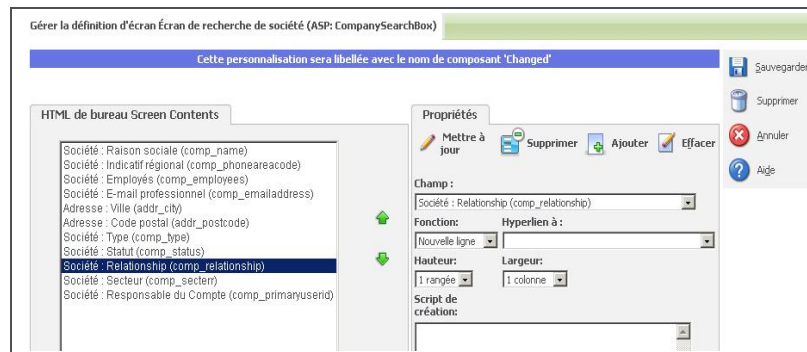 Gérer la définition d'écran Écran de recherche de société (ASP: CompanySearchBox)
Cette personnalisation sera libellée avec le nom de composant 'Changed'
Sauvegarder
Supprimer
Annuler
Aide
HTML de bureau Screen Contents
Société : Raison sociale (comp_name)
Société : Indicatif régional (comp_phoneareacode)
Société : Employés (comp_employees)
Société : E-mail professionnel (comp_emailaddress)
Adresse : Ville (addr_city)
Adresse : Code postal (addr_postcode)
Société : Type (comp_type)
Société : Statut (comp_status)
Société : Relationship (comp_relationship)
Société : Secteur (comp_secterr)
Société : Responsable du Compte (comp_primaryuserid)
Propriétés
Mettre à jour
Supprimer
Ajouter
Effacer
Champ :
Société : Relationship (comp_relationship)
Fonction: Hyperlien à :
Nouvelle ligne
Hauteur: Largeur:
1 rangée 1 colonne
Script de
création: